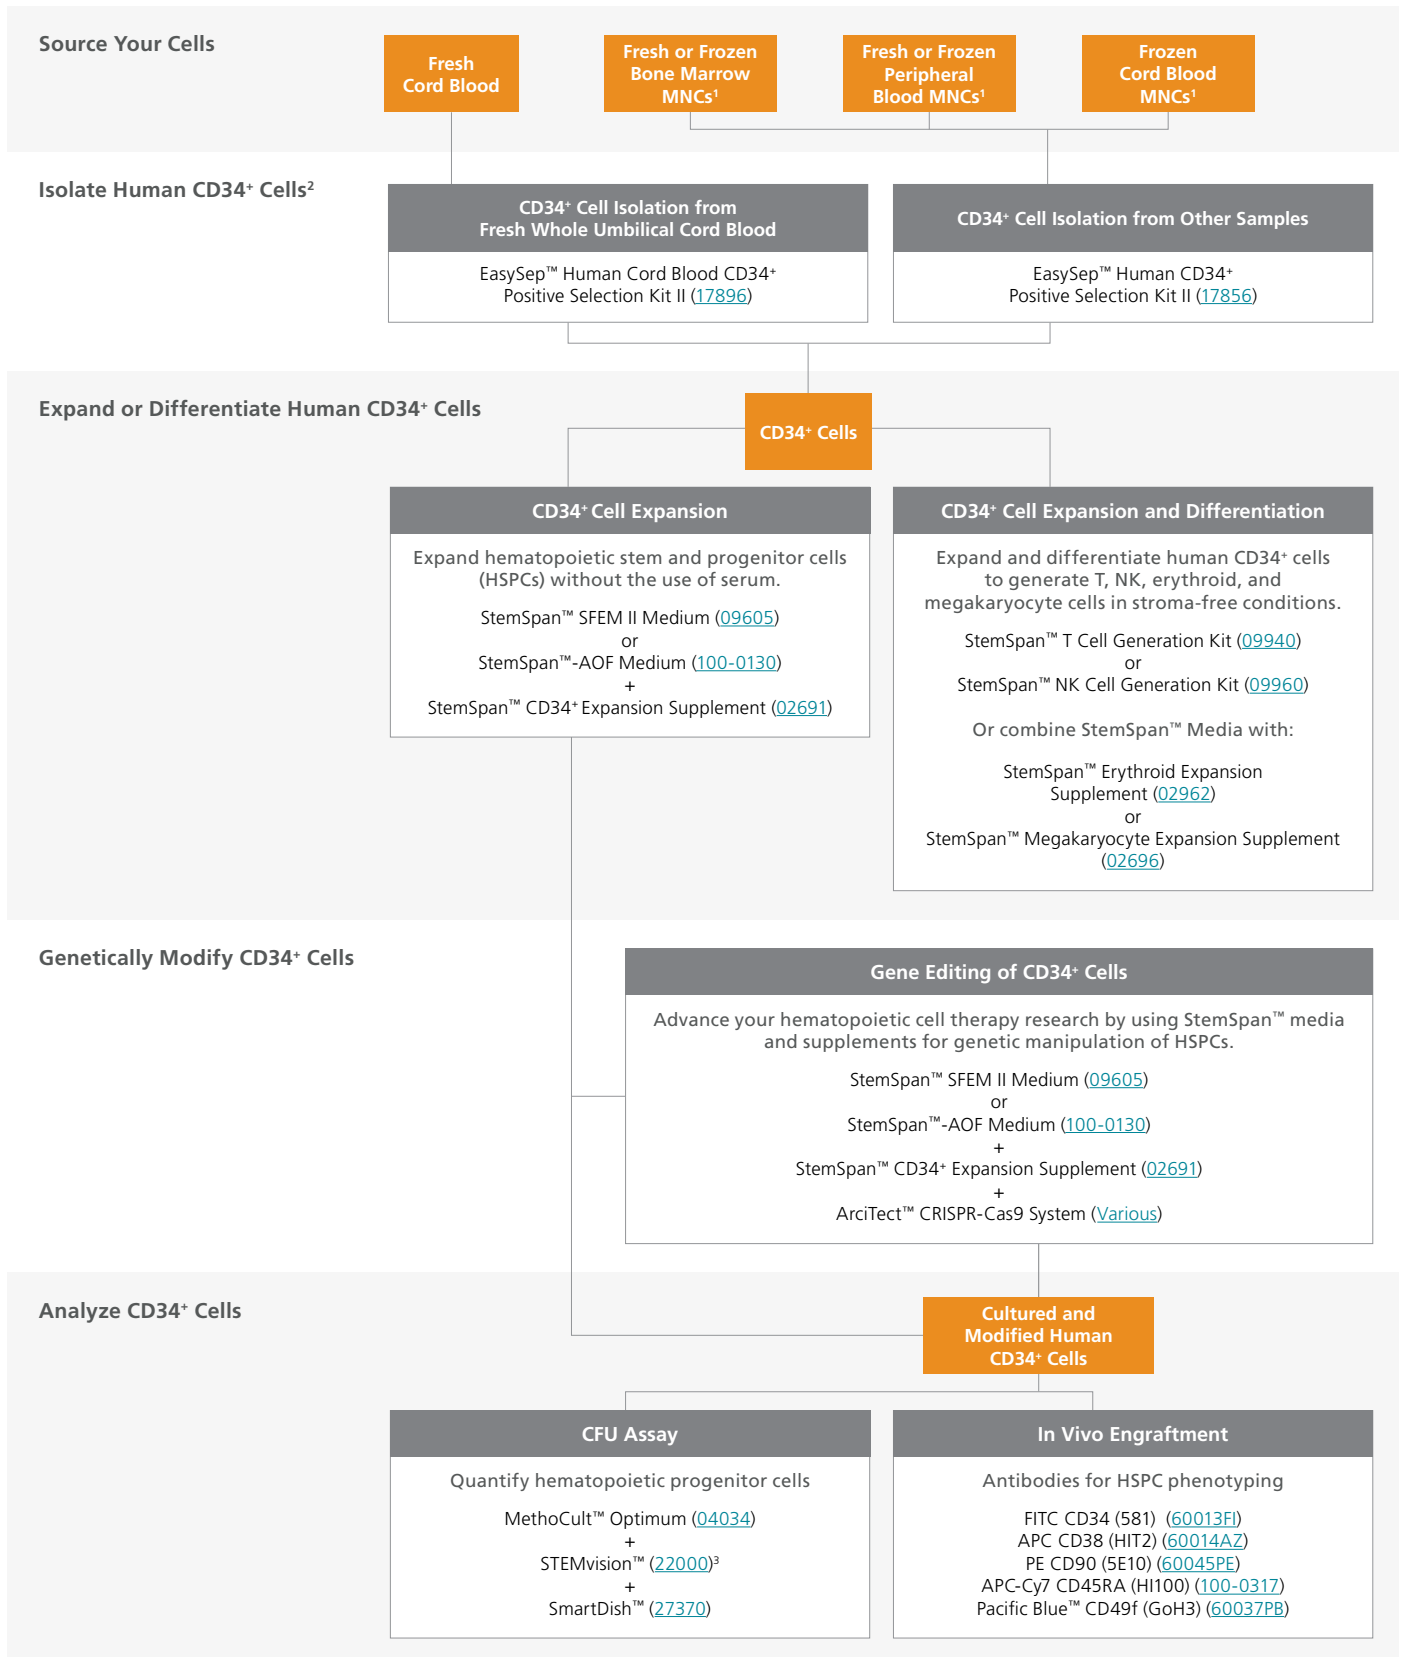 Source Your Cells
Fresh
Cord Blood
Fresh or Frozen
Bone Marrow
MNCs¹
Fresh or Frozen
Peripheral
Blood MNCs¹
Frozen
Cord Blood
MNCs¹
Isolate Human CD34⁺ Cells²
CD34⁺ Cell Isolation from
Fresh Whole Umbilical Cord Blood
EasySep™ Human Cord Blood CD34⁺
Positive Selection Kit II (17896)
CD34⁺ Cell Isolation from Other Samples
EasySep™ Human CD34⁺
Positive Selection Kit II (17856)
Expand or Differentiate Human CD34⁺ Cells
CD34⁺ Cells
CD34⁺ Cell Expansion
Expand hematopoietic stem and progenitor cells
(HSPCs) without the use of serum.
StemSpan™ SFEM II Medium (09605)
or
StemSpan™-AOF Medium (100-0130)
+
StemSpan™ CD34⁺ Expansion Supplement (02691)
CD34⁺ Cell Expansion and Differentiation
Expand and differentiate human CD34⁺ cells
to generate T, NK, erythroid, and
megakaryocyte cells in stroma-free conditions.
StemSpan™ T Cell Generation Kit (09940)
or
StemSpan™ NK Cell Generation Kit (09960)
Or combine StemSpan™ Media with:
StemSpan™ Erythroid Expansion
Supplement (02962)
or
StemSpan™ Megakaryocyte Expansion Supplement
(02696)
Genetically Modify CD34⁺ Cells
Gene Editing of CD34⁺ Cells
Advance your hematopoietic cell therapy research by using StemSpan™ media
and supplements for genetic manipulation of HSPCs.
StemSpan™ SFEM II Medium (09605)
or
StemSpan™-AOF Medium (100-0130)
+
StemSpan™ CD34⁺ Expansion Supplement (02691)
+
ArciTect™ CRISPR-Cas9 System (Various)
Analyze CD34⁺ Cells
Cultured and
Modified Human
CD34⁺ Cells
CFU Assay
Quantify hematopoietic progenitor cells
MethoCult™ Optimum (04034)
+
STEMvision™ (22000)³
+
SmartDish™ (27370)
In Vivo Engraftment
Antibodies for HSPC phenotyping
FITC CD34 (581) (60013FI)
APC CD38 (HIT2) (60014AZ)
PE CD90 (5E10) (60045PE)
APC-Cy7 CD45RA (HI100) (100-0317)
Pacific Blue™ CD49f (GoH3) (60037PB)